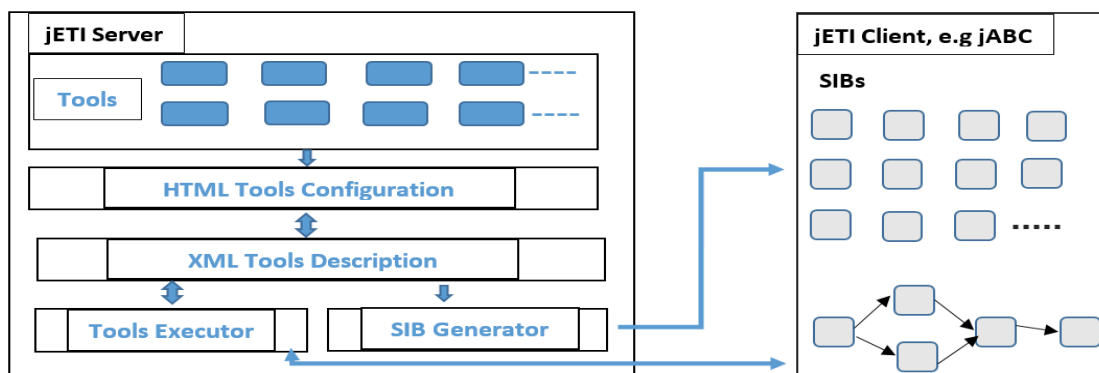 jETI Server
Tools
HTML Tools Configuration
XML Tools Description
Tools Executor
SIB Generator
jETI Client, e.g jABC
SIBs